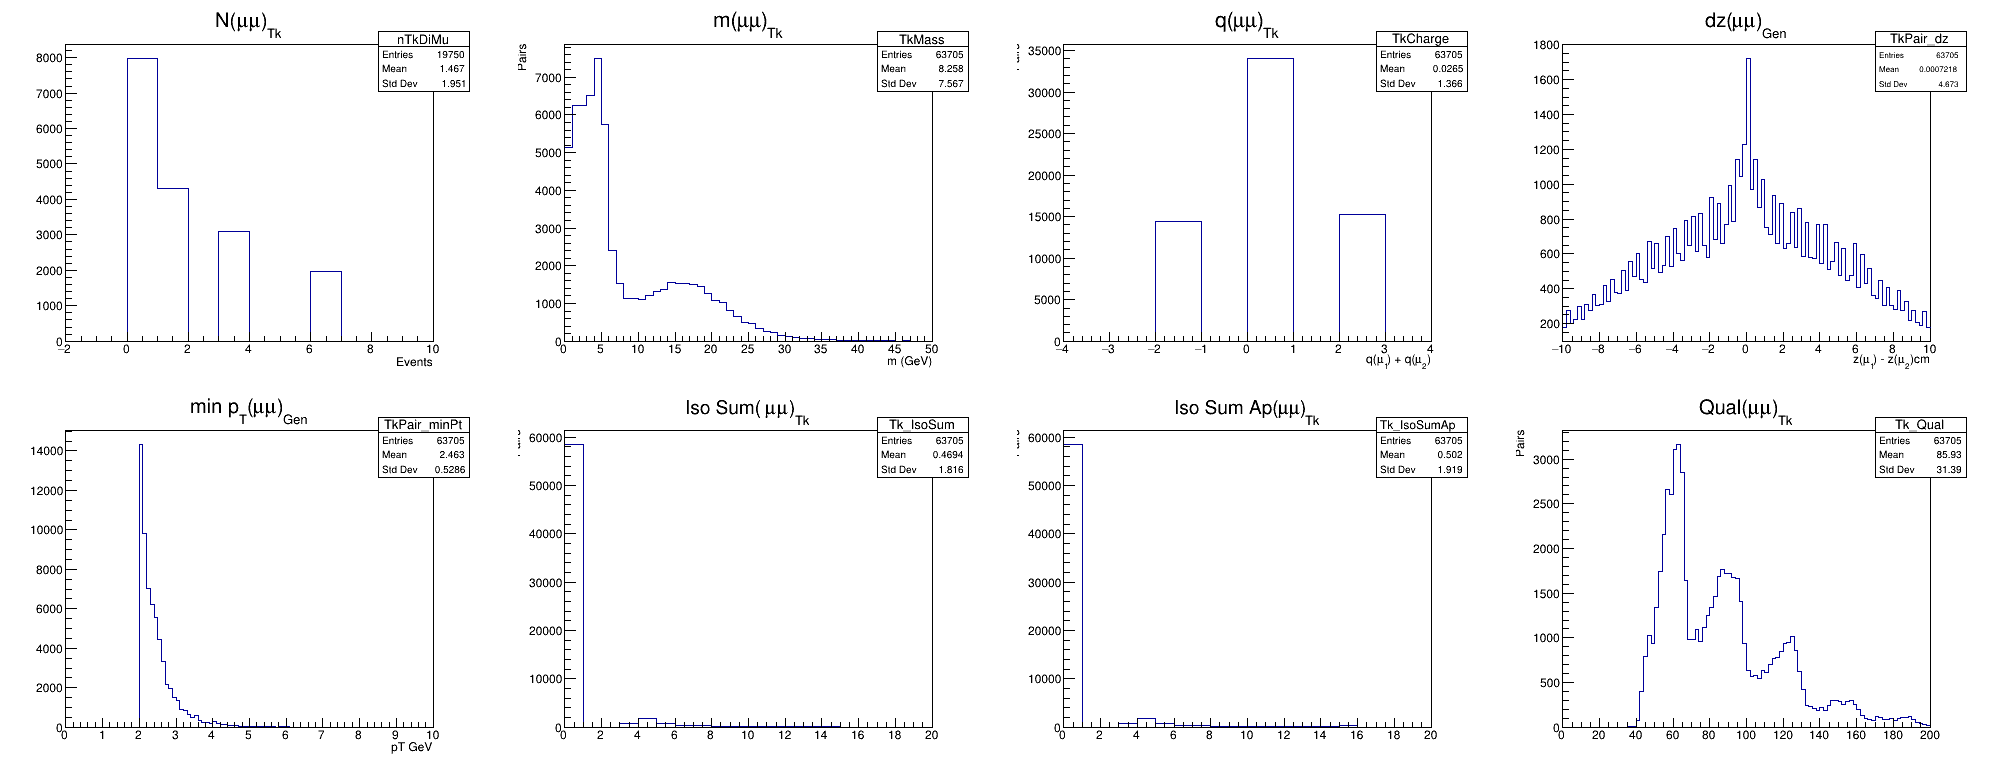 N(μμ)Tk
nTkDiMu
Entries 19750
Mean 1.467
Std Dev 1.951
8000
7000
6000
5000
4000
3000
2000
1000
0
−2 0 2 4 6 8 10
Events
m(μμ)Tk
Pairs
TkMass
Entries 63705
Mean 8.258
Std Dev 7.567
7000
6000
5000
4000
3000
2000
1000
0
0 5 10 15 20 25 30 35 40 45 50
m (GeV)
q(μμ)Tk
TkCharge
Entries 63705
Mean 0.0265
Std Dev 1.366
35000
30000
25000
20000
15000
10000
5000
0
−4 −3 −2 −1 0 1 2 3 4
q(μ1) + q(μ2)
dz(μμ)Gen
TkPair_dz
Entries 63705
Mean 0.0007218
Std Dev 4.673
1800
1600
1400
1200
1000
800
600
400
200
−10 −8 −6 −4 −2 0 2 4 6 8 10
z(μ1) - z(μ2)cm
min pT(μμ)Gen
TkPair_minPt
Entries 63705
Mean 2.463
Std Dev 0.5286
14000
12000
10000
8000
6000
4000
2000
0
0 1 2 3 4 5 6 7 8 9 10
pT GeV
Iso Sum( μμ)Tk
Tk_IsoSum
Entries 63705
Mean 0.4694
Std Dev 1.816
60000
50000
40000
30000
20000
10000
0
0 2 4 6 8 10 12 14 16 18 20
Iso Sum Ap(μμ)Tk
Tk_IsoSumAp
Entries 63705
Mean 0.502
Std Dev 1.919
60000
50000
40000
30000
20000
10000
0
0 2 4 6 8 10 12 14 16 18 20
Qual(μμ)Tk
Pairs
Tk_Qual
Entries 63705
Mean 85.93
Std Dev 31.39
3000
2500
2000
1500
1000
500
0
0 20 40 60 80 100 120 140 160 180 200